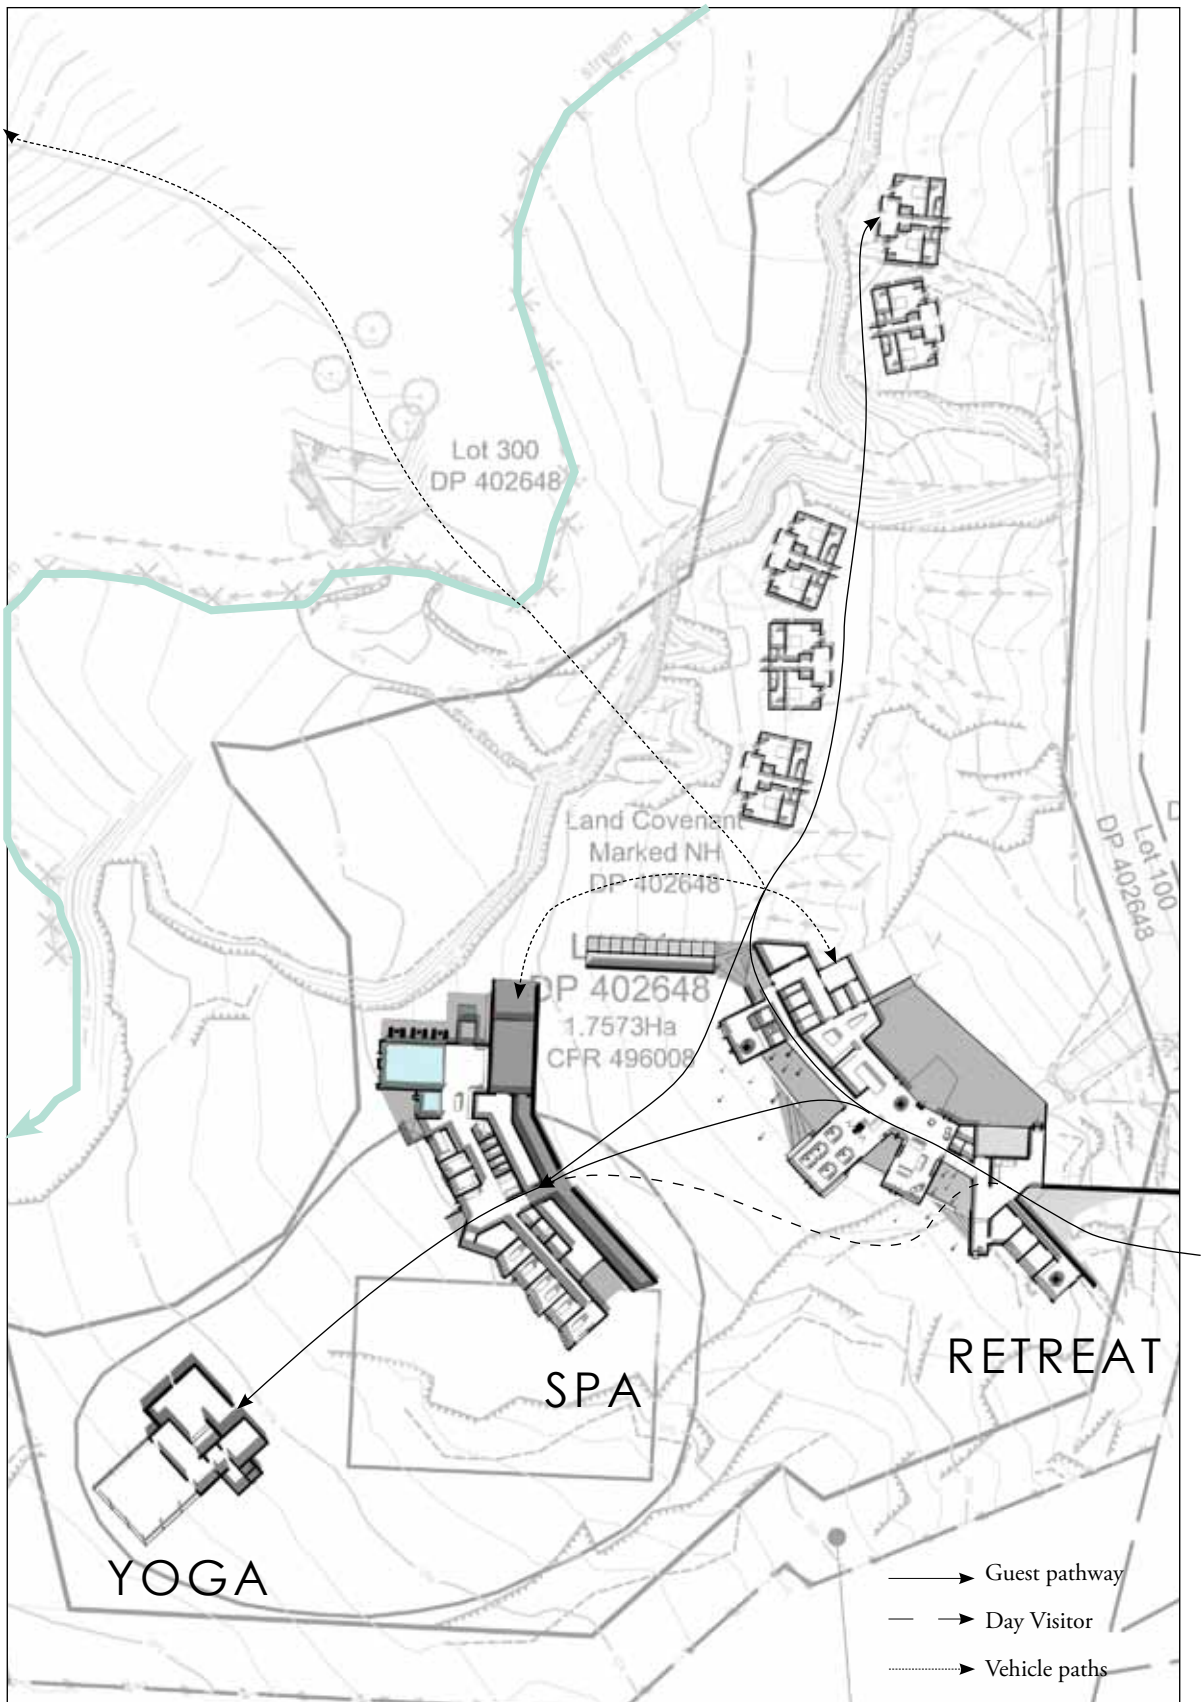 stream
Lot 300
DP 402648
Land Covenant
Marked NH
DP 402648
Lot 100
DP 402648
DP 402648
1.7573Ha
CFR 496008
RETREAT
SPA
YOGA
Guest pathway
Day Visitor
Vehicle paths